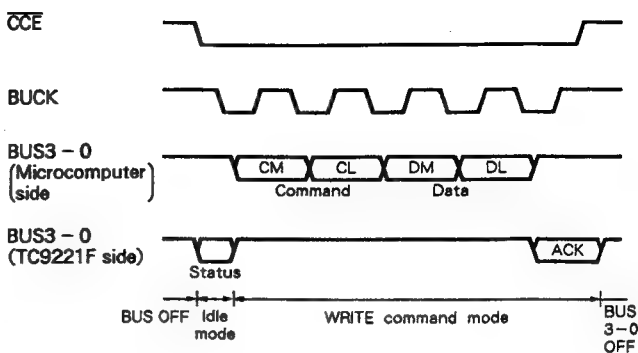 CCE
BUCK
BUS3 - 0
(Microcomputer
side)
CM CL DM DL
Command Data
BUS3 - 0
(TC9221F side)
ACK
Status
BUS OFF Idle mode WRITE command mode BUS 3-0 OFF